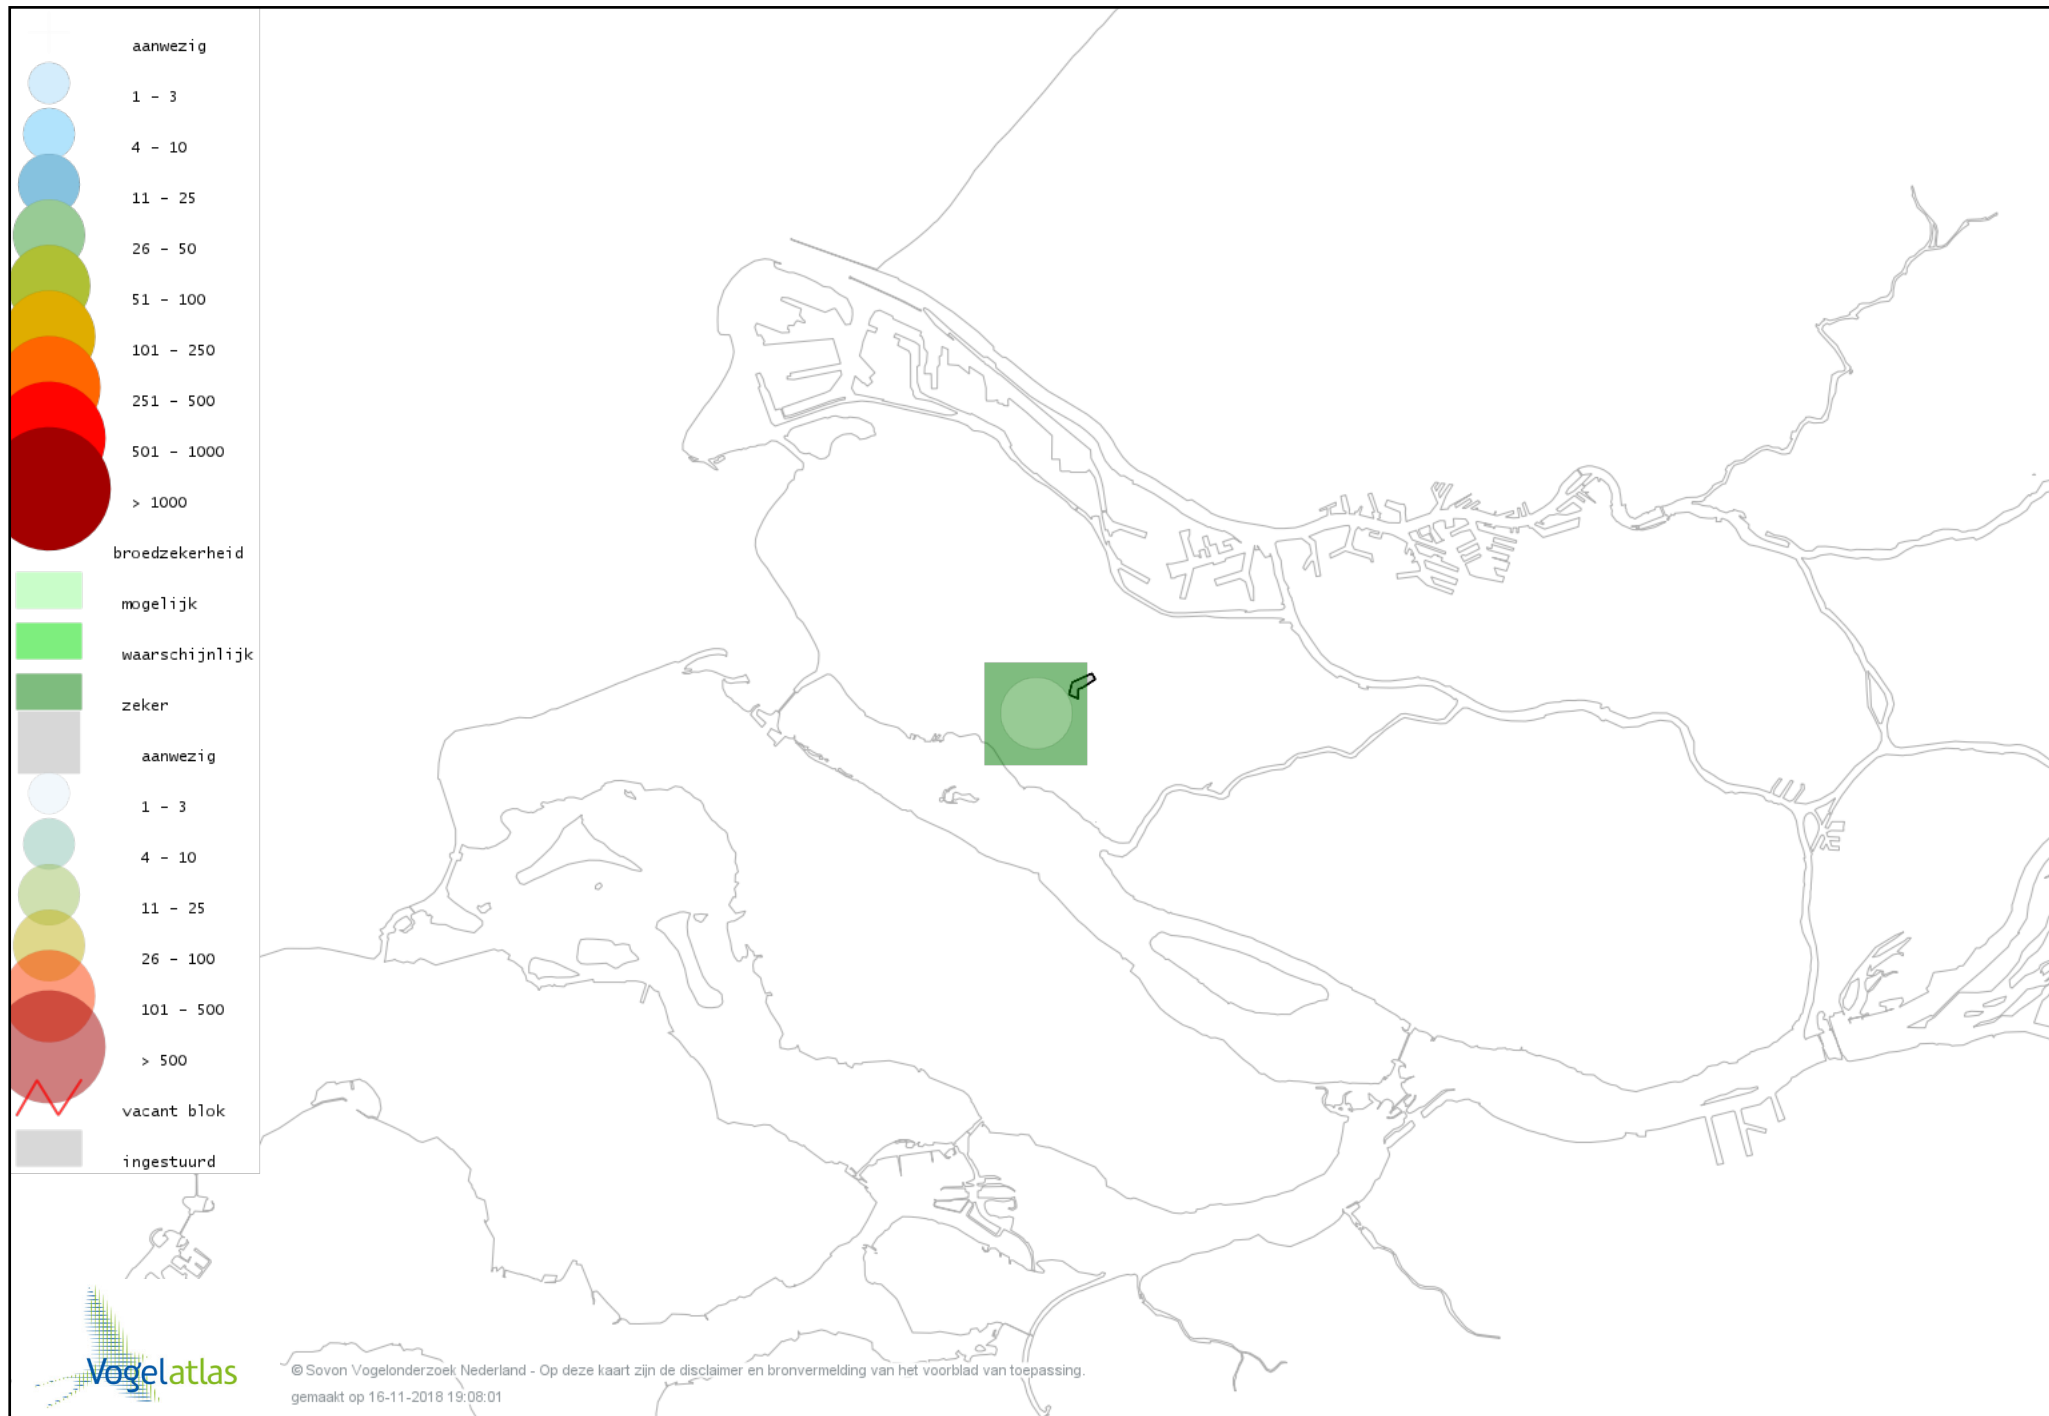 aanwezig
1 - 3
4 - 10
11 - 25
26 - 50
51 - 100
101 - 250
251 - 500
501 - 1000
> 1000
broedzekerheid
mogelijk
waarschijnlijk
zeker
aanwezig
1 - 3
4 - 10
11 - 25
26 - 100
101 - 500
> 500
vacant blok
ingestuurd
Vogelatlas
© Sovon Vogelonderzoek Nederland - Op deze kaart zijn de disclaimer en bronvermelding van het voorblad van toepassing.
gemaakt op 16-11-2018 19:08:01